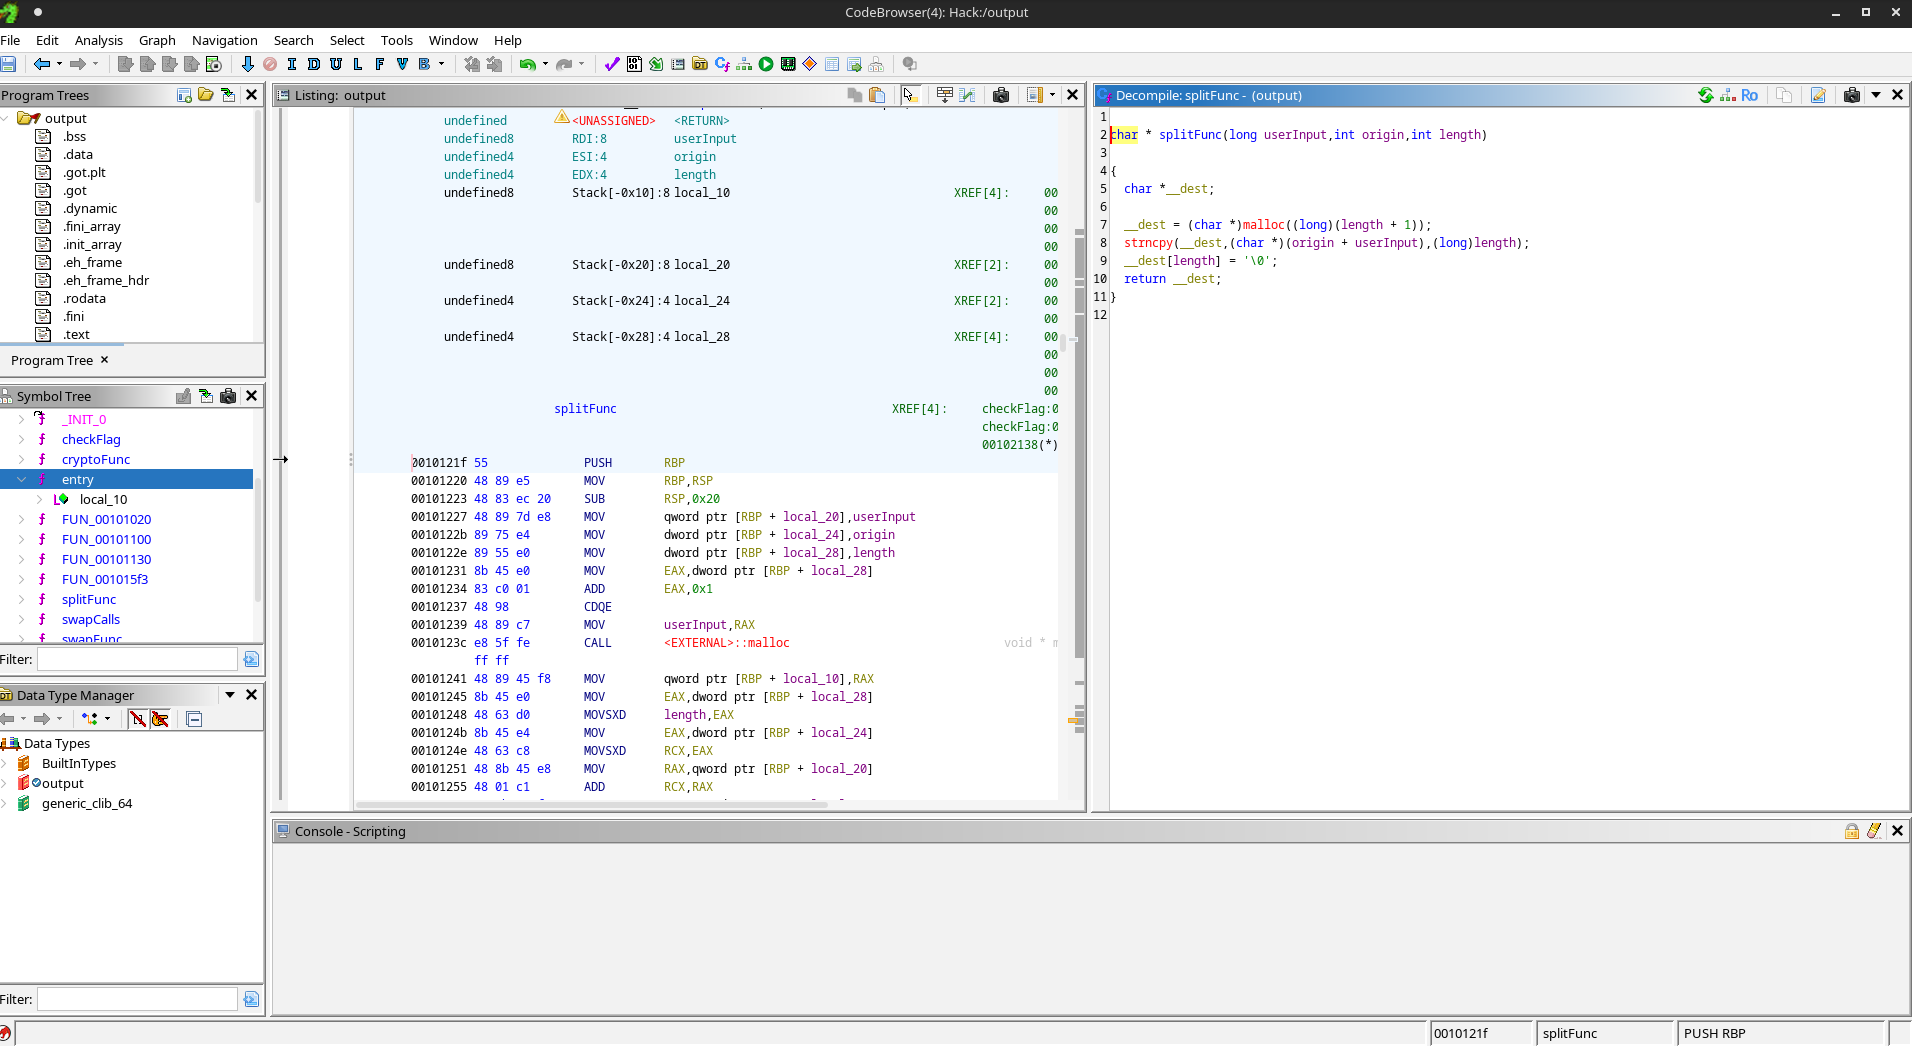 CodeBrowser(4): Hack:/output
File Edit Analysis Graph Navigation Search Select Tools Window Help
I D U L F V B
Program Trees
output
.bss
.data
.got.plt
.got
.dynamic
.fini_array
.init_array
.eh_frame
.eh_frame_hdr
.rodata
.fini
.text
Program Tree
Symbol Tree
_INIT_0
checkFlag
cryptoFunc
entry
local_10
FUN_00101020
FUN_00101100
FUN_00101130
FUN_001015f3
splitFunc
swapCalls
swapFunc
Filter:
Data Type Manager
Data Types
BuiltInTypes
output
generic_clib_64
Filter:
Listing: output
undefined <UNASSIGNED> <RETURN>
undefined8 RDI:8 userInput
undefined4 ESI:4 origin
undefined4 EDX:4 length
undefined8 Stack[-0x10]:8 local_10 XREF[4]: 00
00
00
00
undefined8 Stack[-0x20]:8 local_20 XREF[2]: 00
00
undefined4 Stack[-0x24]:4 local_24 XREF[2]: 00
00
undefined4 Stack[-0x28]:4 local_28 XREF[4]: 00
00
00
00
splitFunc XREF[4]: checkFlag:0
checkFlag:0
00102138(*)
0010121f 55 PUSH RBP
00101220 48 89 e5 MOV RBP,RSP
00101223 48 83 ec 20 SUB RSP,0x20
00101227 48 89 7d e8 MOV qword ptr [RBP + local_20],userInput
0010122b 89 75 e4 MOV dword ptr [RBP + local_24],origin
0010122e 89 55 e0 MOV dword ptr [RBP + local_28],length
00101231 8b 45 e0 MOV EAX,dword ptr [RBP + local_28]
00101234 83 c0 01 ADD EAX,0x1
00101237 48 98 CDQE
00101239 48 89 c7 MOV userInput,RAX
0010123c e8 5f fe CALL <EXTERNAL>::malloc void * m
ff ff
00101241 48 89 45 f8 MOV qword ptr [RBP + local_10],RAX
00101245 8b 45 e0 MOV EAX,dword ptr [RBP + local_28]
00101248 48 63 d0 MOVSXD length,EAX
0010124b 8b 45 e4 MOV EAX,dword ptr [RBP + local_24]
0010124e 48 63 c8 MOVSXD RCX,EAX
00101251 48 8b 45 e8 MOV RAX,qword ptr [RBP + local_20]
00101255 48 01 c1 ADD RCX,RAX
Decompile: splitFunc - (output)
Ro
1
2 char * splitFunc(long userInput,int origin,int length)
3
4 {
5 char *__dest;
6
7 __dest = (char *)malloc((long)(length + 1));
8 strncpy(__dest,(char *)(origin + userInput),(long)length);
9 __dest[length] = '\0';
10 return __dest;
11 }
12
Console - Scripting
0010121f splitFunc PUSH RBP